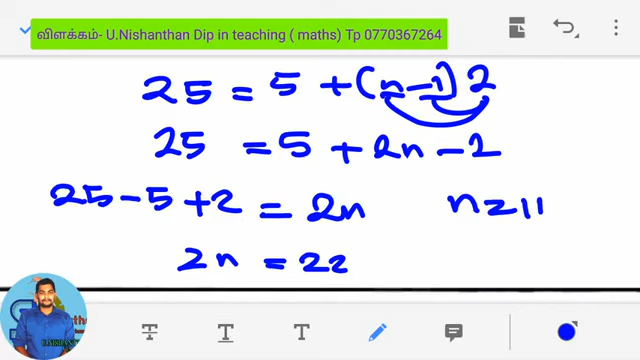 விளக்கம்- U.Nishanthan Dip in teaching ( maths) Tp 0770367264
25 = 5 + (n - 1) 2
25 = 5 + 2n - 2
25 - 5 + 2 = 2n
n = 11
2n = 22